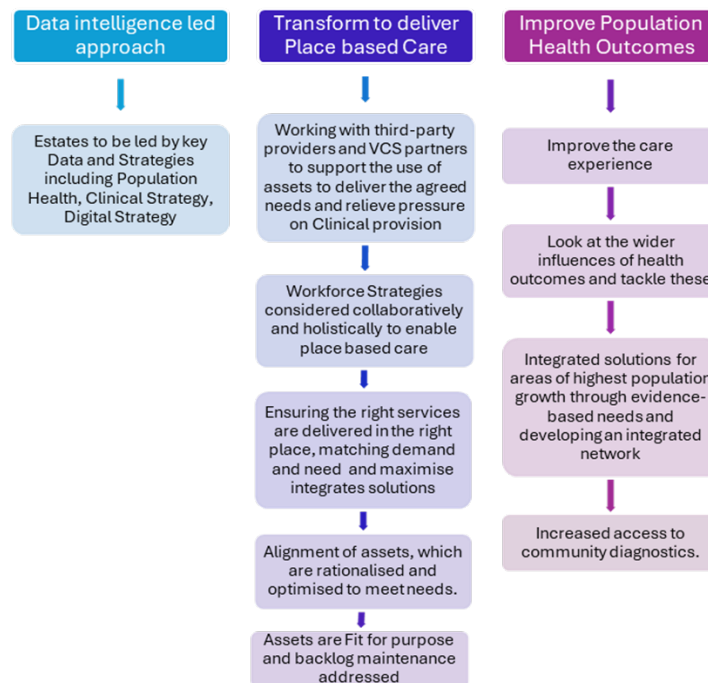 Data intelligence led
approach
Estates to be led by key
Data and Strategies
including Population
Health, Clinical Strategy,
Digital Strategy
Transform to deliver
Place based Care
Working with third-party
providers and VCS partners
to support the use of
assets to deliver the agreed
needs and relieve pressure
on Clinical provision
Workforce Strategies
considered collaboratively
and holistically to enable
place based care
Ensuring the right services
are delivered in the right
place, matching demand
and need and maximise
integrates solutions
Alignment of assets, which
are rationalised and
optimised to meet needs.
Assets are Fit for purpose
and backlog maintenance
addressed
Improve Population
Health Outcomes
Improve the care
experience
Look at the wider
influences of health
outcomes and tackle these
Integrated solutions for
areas of highest population
growth through evidence-
based needs and
developing an integrated
network
Increased access to
community diagnostics.